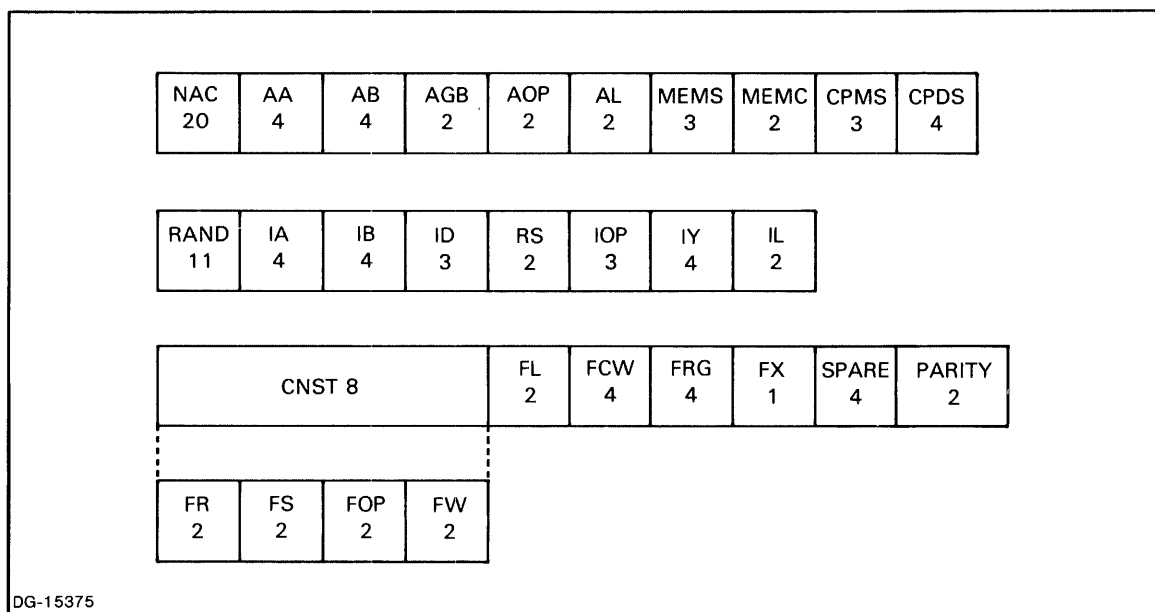 NAC AA AB AGB AOP AL MEMS MEMC CPMS CPDS
20 4 4 2 2 2 3 2 3 4
RAND IA IB ID RS IOP IY IL
11 4 4 3 2 3 4 2
CNST 8 FL FCW FRG FX SPARE PARITY
2 4 4 1 4 2
FR FS FOP FW
2 2 2 2
DG-15375